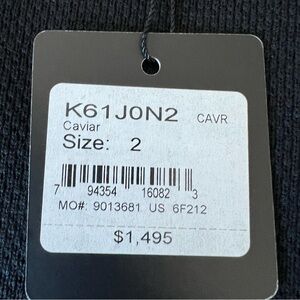 K61J0N2 CAVR
Caviar
Size: 2
7 94354 16082 3
MO#: 9013681 US 6F212
$1,495